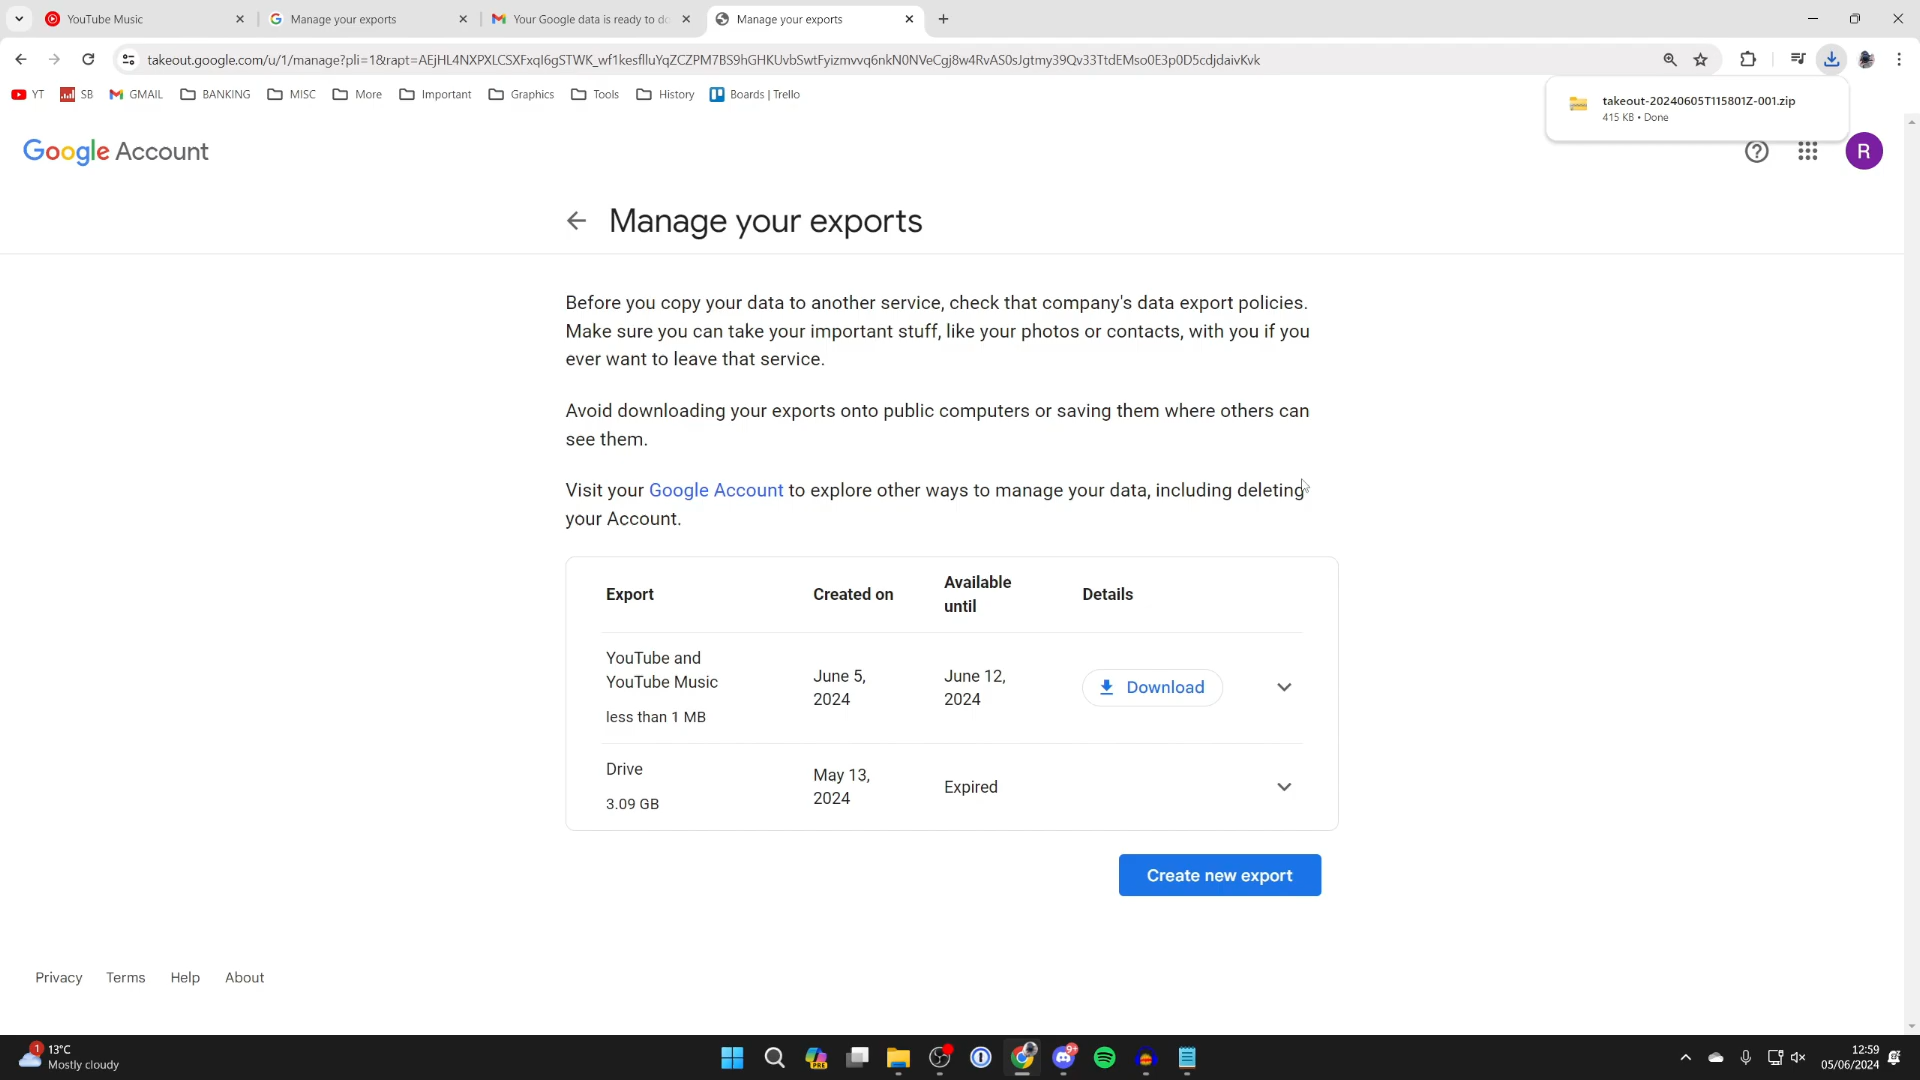 YouTube Music
Manage your exports
Your Google data is ready to do
Manage your exports
takeout.google.com/u/1/manage?pli=1&rapt=AEjHL4NXPXLCSXFxqI6gSTWK_wf1kesflluYqZCZPM7BS9hGHKUvbSwtFyizmvvq6nkN0NVeCgj8w4RvAS0sJgtmy39Qv33TtdEMso0E3p0D5cdjdaivKvk
YT
SB
GMAIL
BANKING
MISC
More
Important
Graphics
Tools
History
Boards | Trello
takeout-20240605T115801Z-001.zip
415 KB • Done
Google Account
R
Manage your exports
Before you copy your data to another service, check that company's data export policies.
Make sure you can take your important stuff, like your photos or contacts, with you if you
ever want to leave that service.
Avoid downloading your exports onto public computers or saving them where others can
see them.
Visit your Google Account to explore other ways to manage your data, including deleting
your Account.
Export
Created on
Available
until
Details
YouTube and
YouTube Music
less than 1 MB
June 5,
2024
June 12,
2024
Download
Drive
3.09 GB
May 13,
2024
Expired
Create new export
Privacy
Terms
Help
About
1
13°C
Mostly cloudy
PRE
9+
12:59
05/06/2024